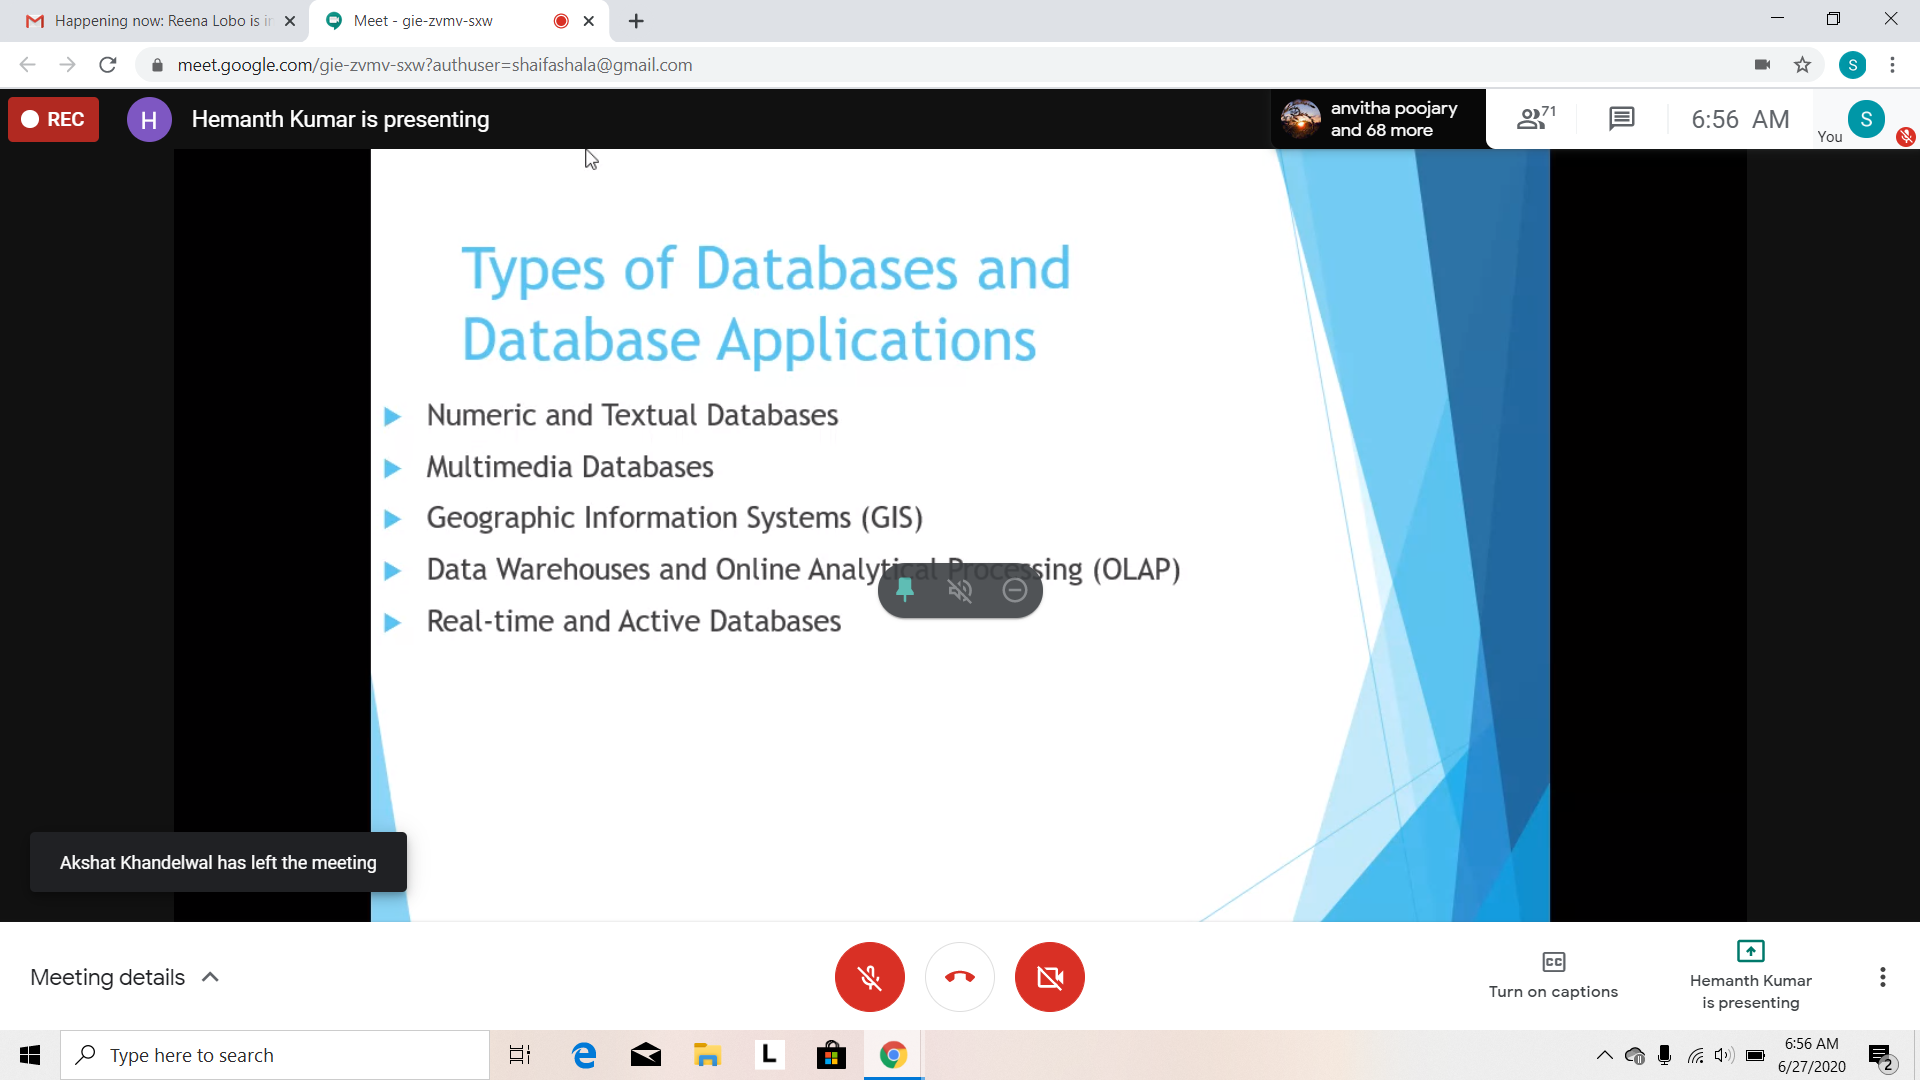 Happening now: Reena Lobo is in
Meet - gie-zvmv-sxw
meet.google.com/gie-zvmv-sxw?authuser=shaifashala@gmail.com
S
REC
H
Hemanth Kumar is presenting
anvitha poojary
and 68 more
71
6:56 AM
You
S
Types of Databases and
Database Applications
Numeric and Textual Databases
Multimedia Databases
Geographic Information Systems (GIS)
Data Warehouses and Online Analytical Processing (OLAP)
Real-time and Active Databases
Akshat Khandelwal has left the meeting
Meeting details
CC
Turn on captions
Hemanth Kumar
is presenting
Type here to search
L
6:56 AM
6/27/2020
2